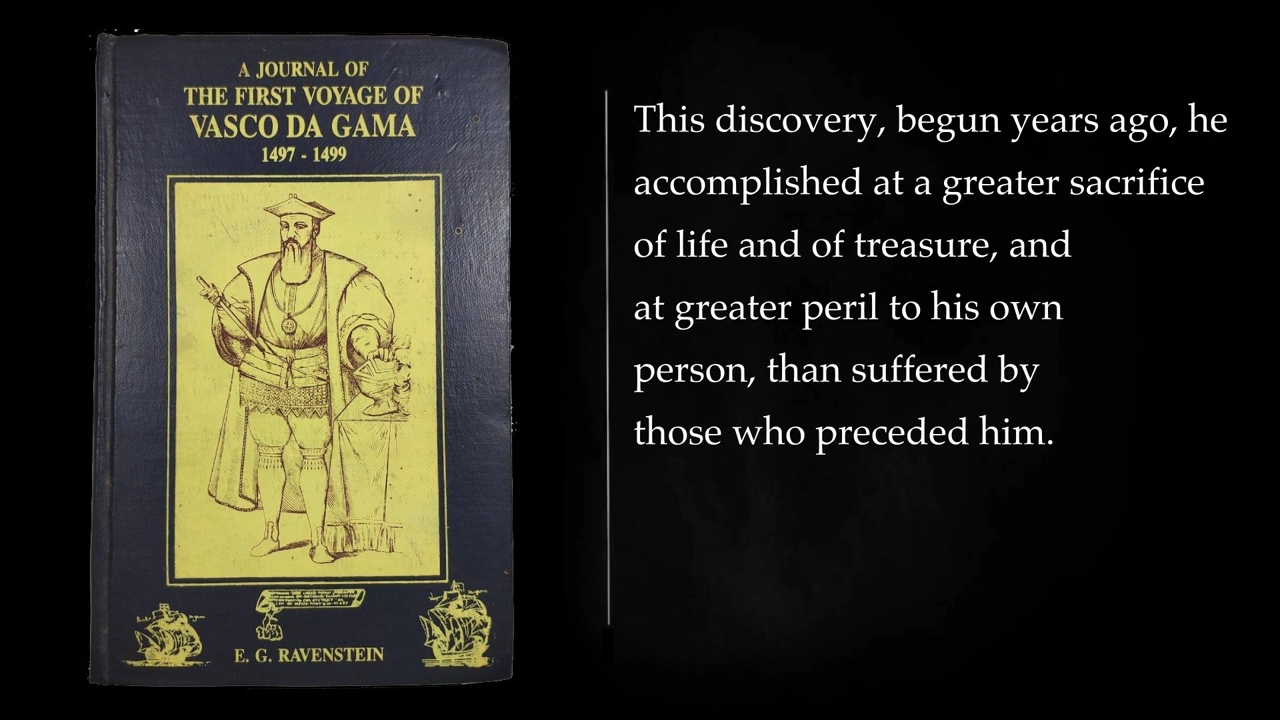 A JOURNAL OF
THE FIRST VOYAGE OF
VASCO DA GAMA
1497 - 1499
E. G. RAVENSTEIN
This discovery, begun years ago, he
accomplished at a greater sacrifice
of life and of treasure, and
at greater peril to his own
person, than suffered by
those who preceded him.